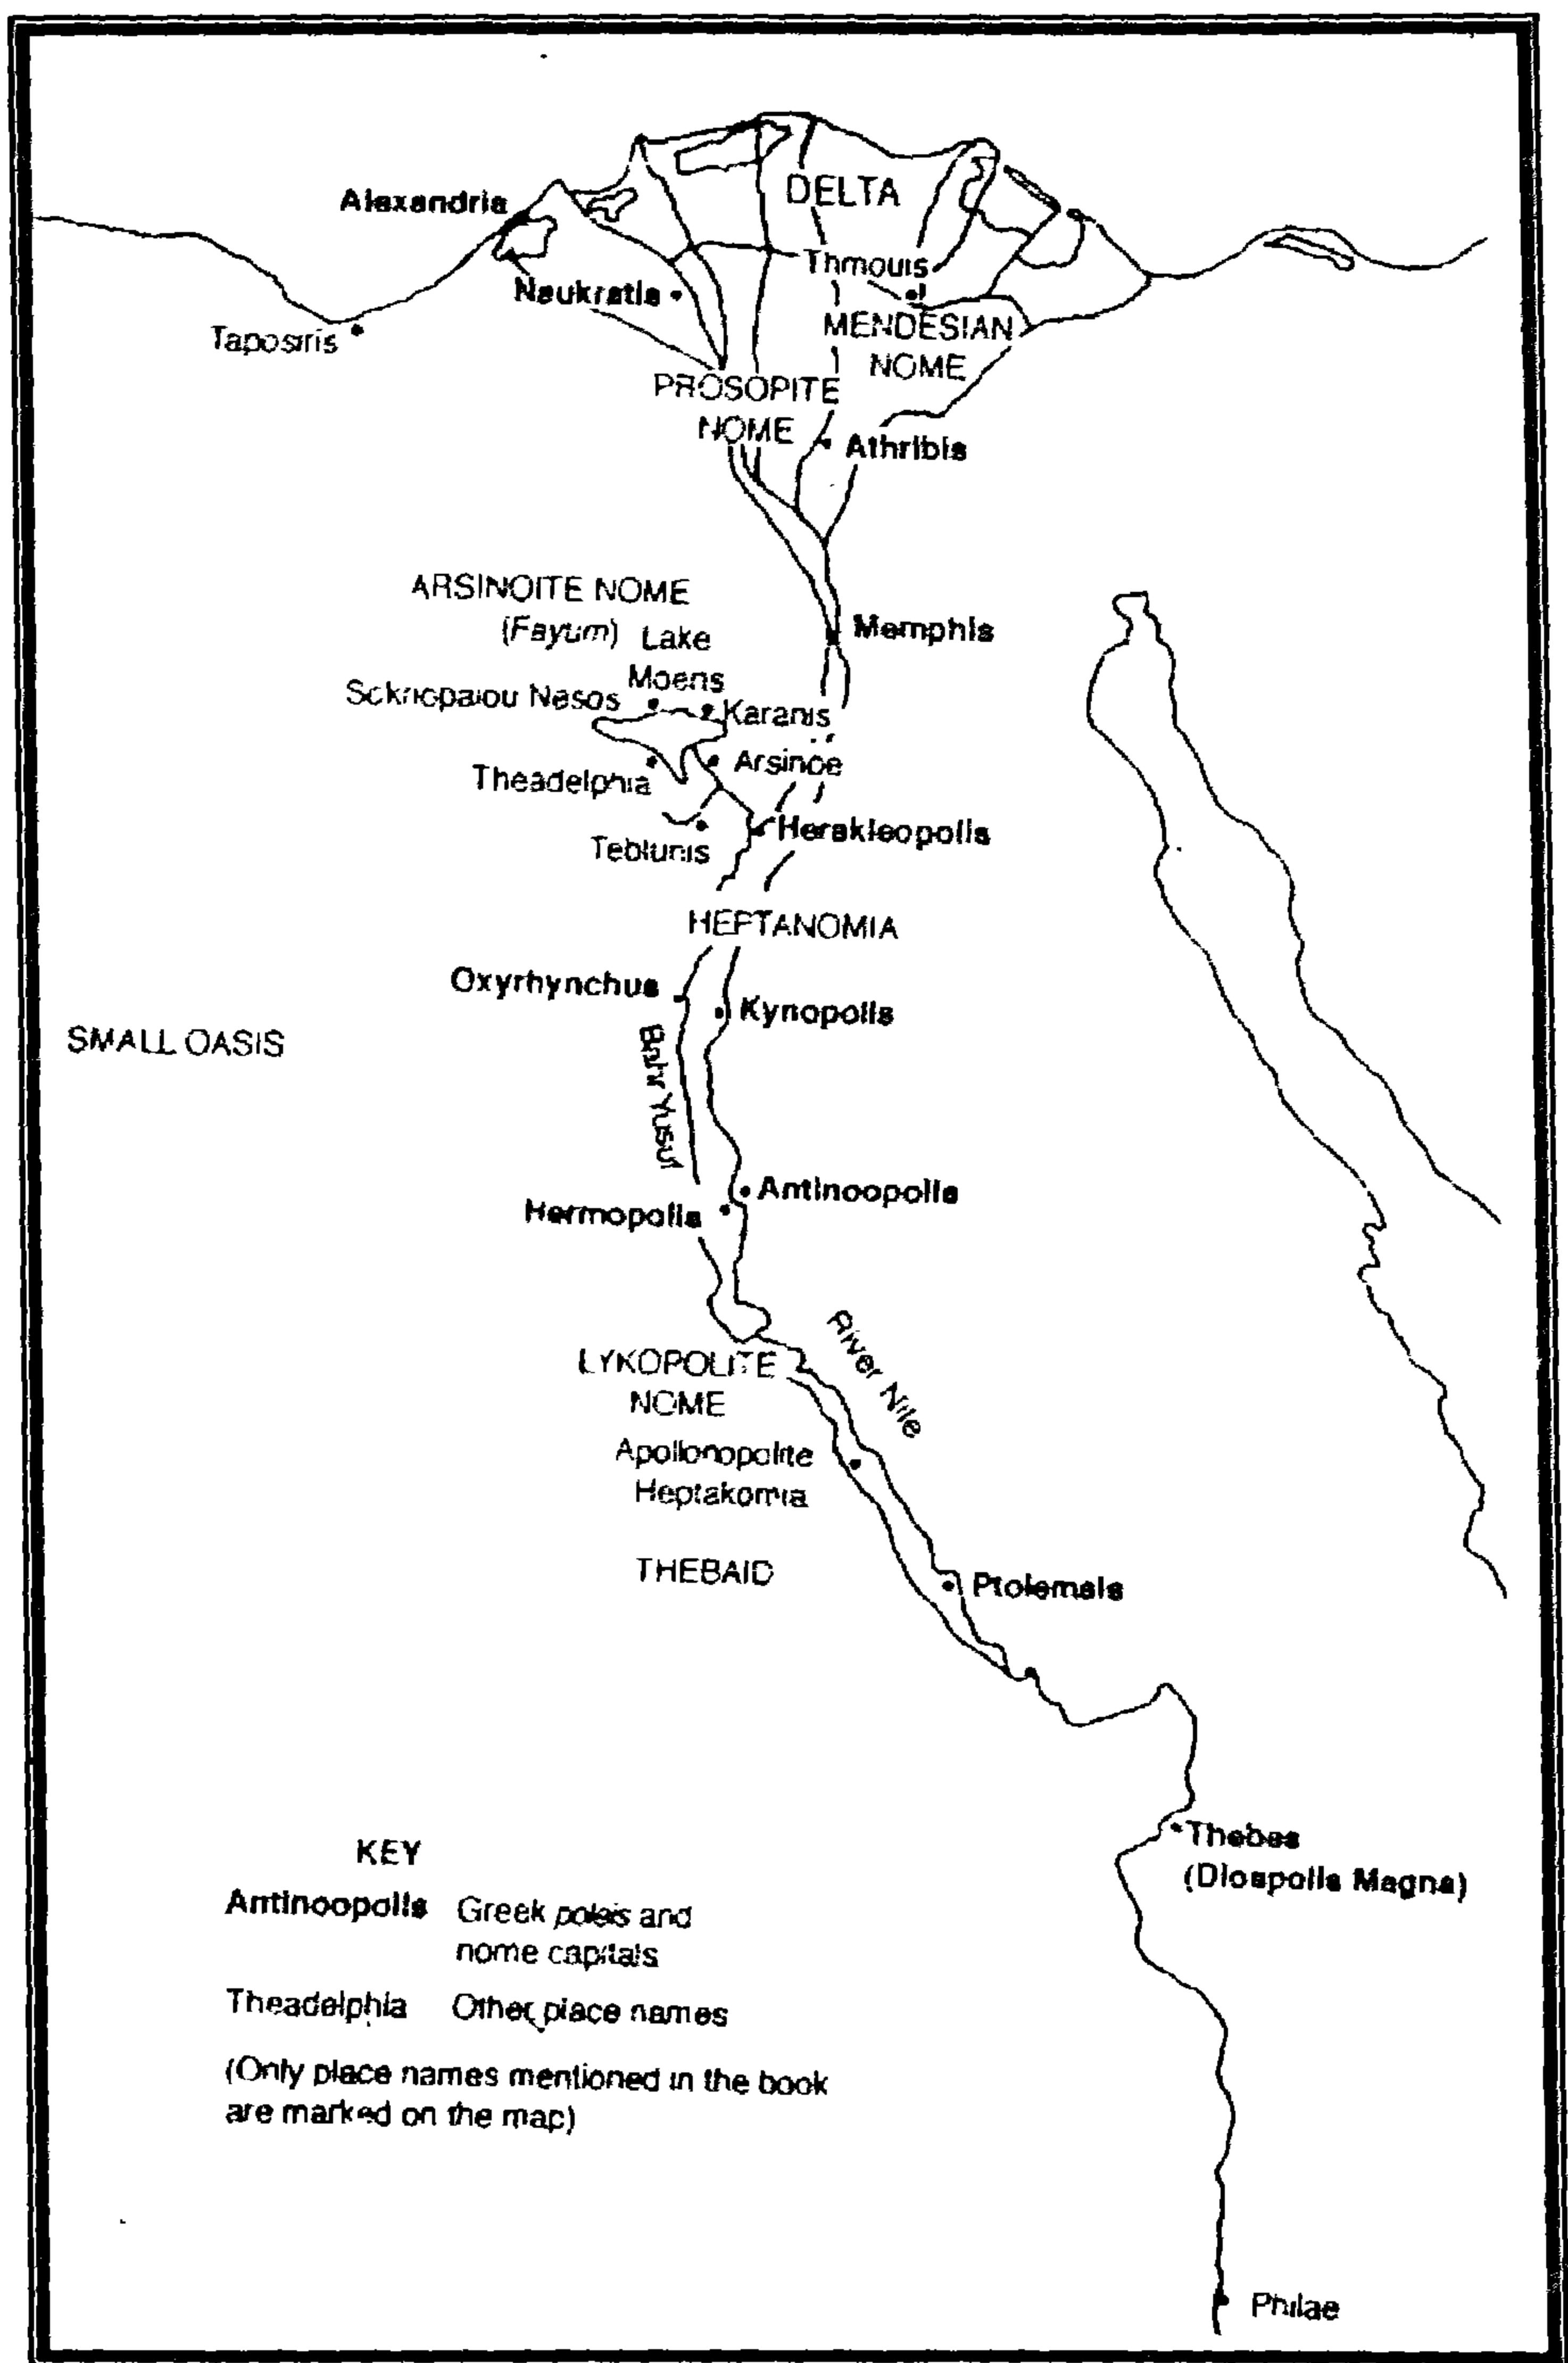 DELTA
Alexandria
Thmouis
Naukratis
MENDESIAN
NOME
Taposiris
PROSOPITE
NOME
Athribis
ARSINOITE NOME
(Fayum) Lake
Moeris
Memphis
Soknopaiou Nesos
Karanis
Arsinoe
Theadelphia
Herakleopolis
Tebtunis
HEPTANOMIA
Oxyrhynchus
Kynopolis
SMALL OASIS
Bahr Yusuf
Antinoopolis
Hermopolis
River Nile
LYKOPOLITE
NOME
Apollonopolite
Heptakomia
THEBAID
Ptolemais
Thebes
(Diospolis Magna)
KEY
Antinoopolis Greek poleis and
nome capitals
Theadelphia Other place names
(Only place names mentioned in the book
are marked on the map)
Philae